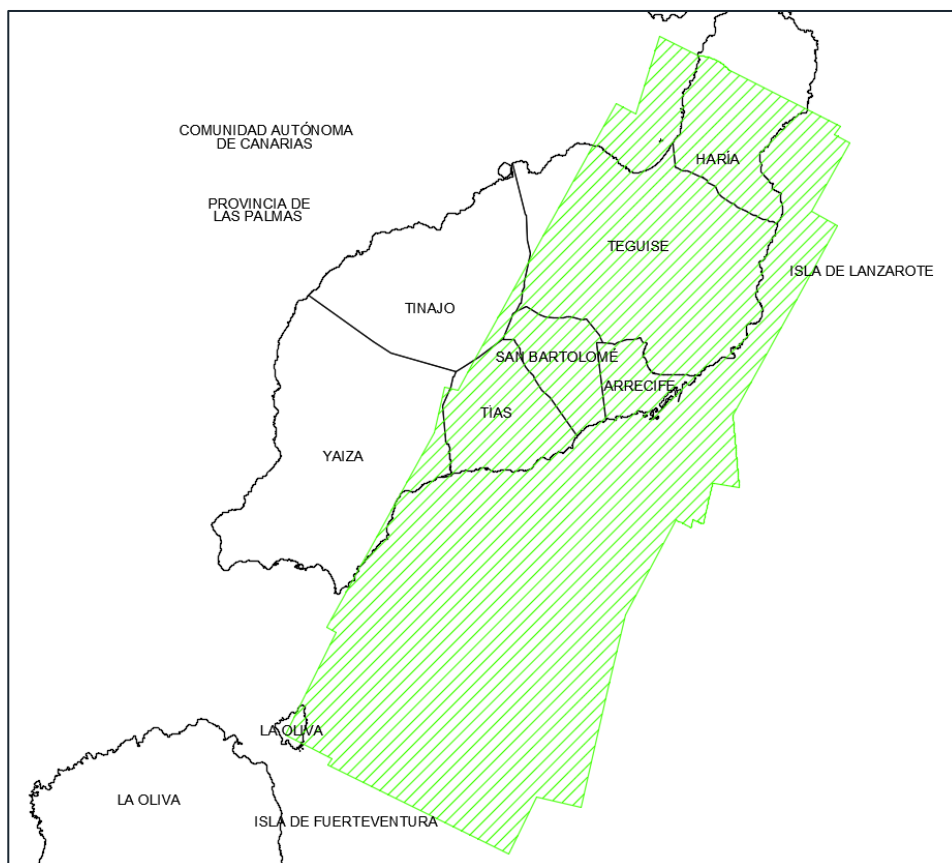 COMUNIDAD AUTÓNOMA
DE CANARIAS
HARÍA
PROVINCIA DE
LAS PALMAS
TEGUISE
ISLA DE LANZAROTE
TINAJO
SAN BARTOLOMÉ
ARRECIFE
TÍAS
YAIZA
LA OLIVA
LA OLIVA
ISLA DE FUERTEVENTURA